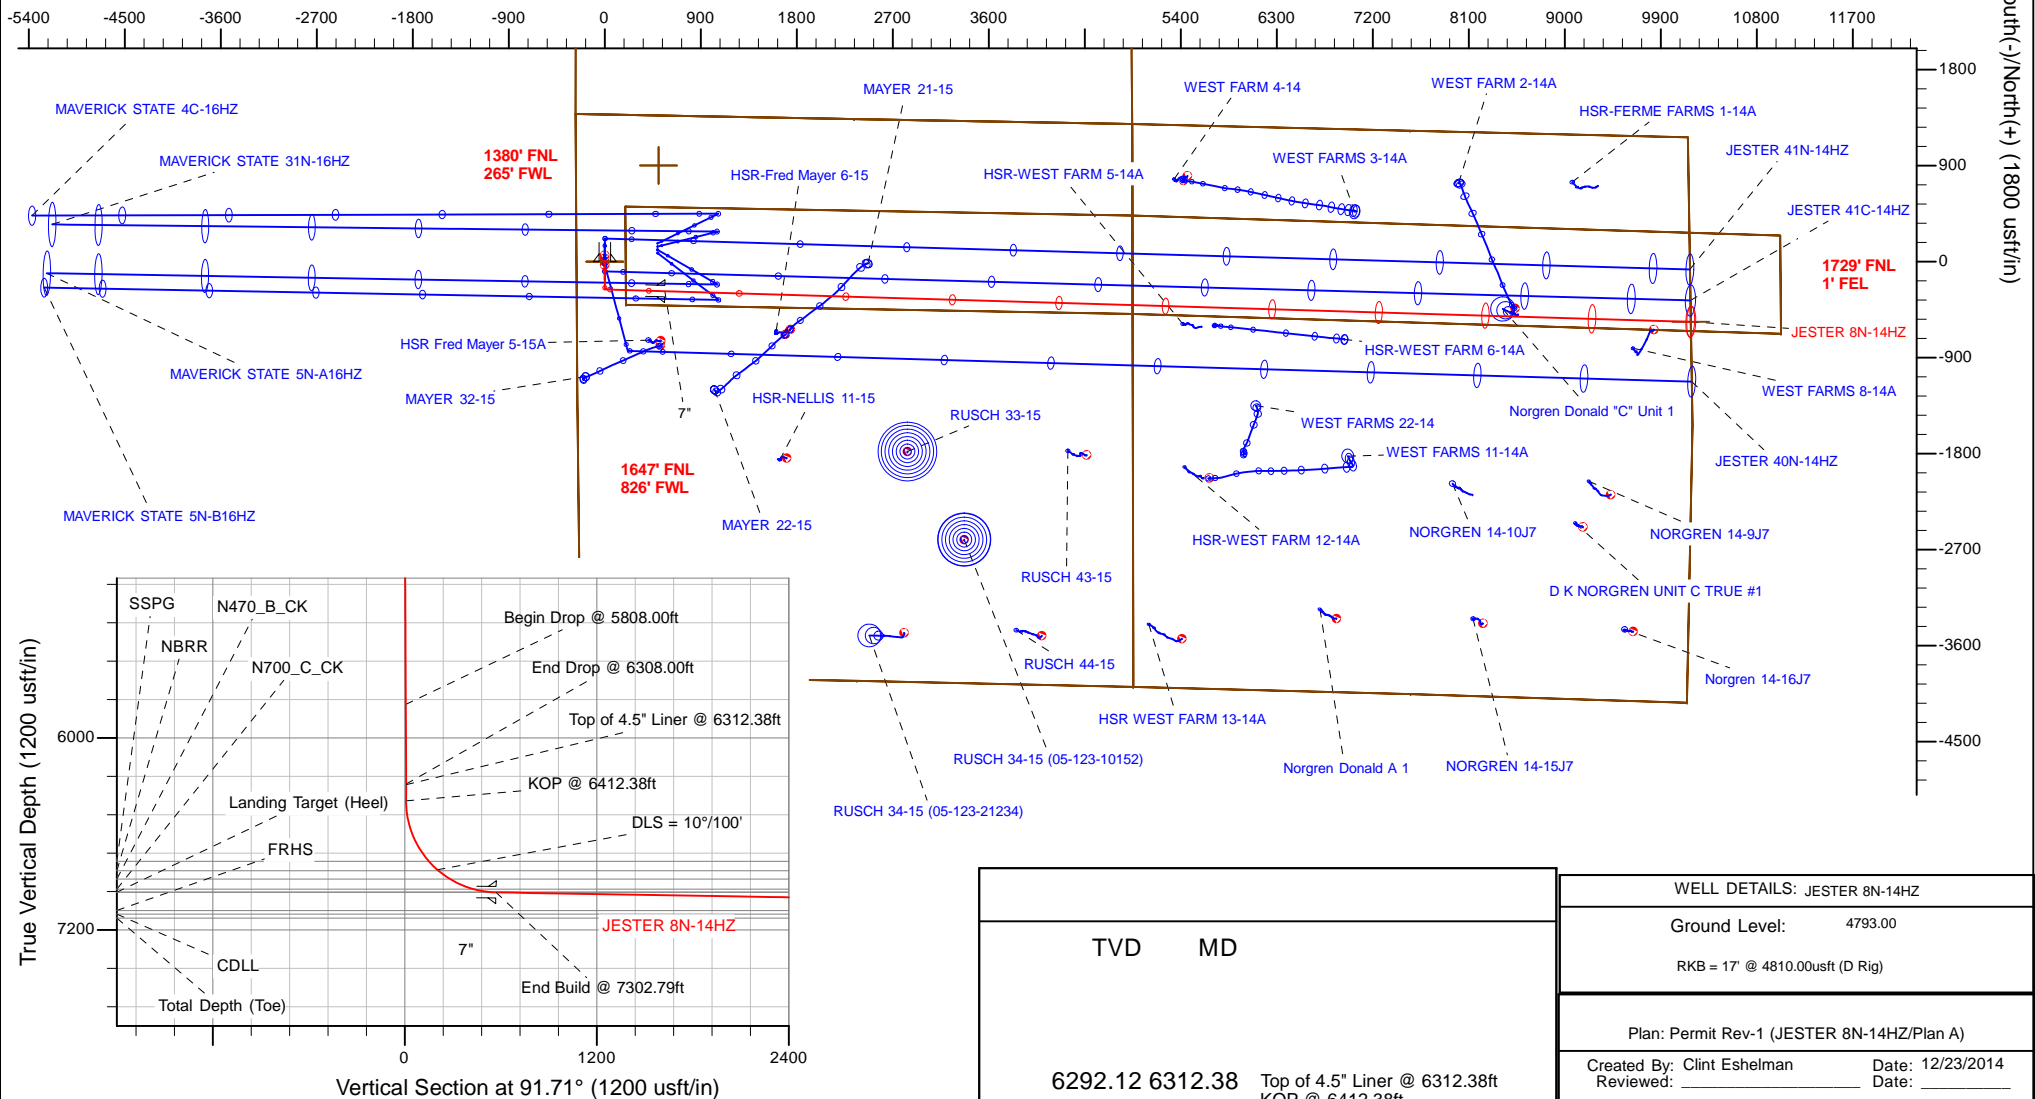 -5400 -4500 -3600 -2700 -1800 -900 0 900 1800 2700 3600 5400 6300 7200 8100 9000 9900 10800 11700
South(-)/North(+) (1800 usft/in)
1800
900
0
-900
-1800
-2700
-3600
-4500
MAVERICK STATE 4C-16HZ
MAVERICK STATE 31N-16HZ
1380' FNL
265' FWL
MAYER 21-15
HSR-Fred Mayer 6-15
WEST FARM 4-14
WEST FARM 2-14A
HSR-FERME FARMS 1-14A
WEST FARMS 3-14A
HSR-WEST FARM 5-14A
JESTER 41N-14HZ
JESTER 41C-14HZ
1729' FNL
1' FEL
JESTER 8N-14HZ
HSR Fred Mayer 5-15A
MAVERICK STATE 5N-A16HZ
MAYER 32-15
7"
HSR-NELLIS 11-15
HSR-WEST FARM 6-14A
WEST FARMS 8-14A
Norgren Donald "C" Unit 1
RUSCH 33-15
WEST FARMS 22-14
WEST FARMS 11-14A
JESTER 40N-14HZ
1647' FNL
826' FWL
MAVERICK STATE 5N-B16HZ
MAYER 22-15
HSR-WEST FARM 12-14A
NORGREN 14-10J7
NORGREN 14-9J7
RUSCH 43-15
D K NORGREN UNIT C TRUE #1
RUSCH 44-15
Norgren 14-16J7
HSR WEST FARM 13-14A
RUSCH 34-15 (05-123-10152)
Norgren Donald A 1
NORGREN 14-15J7
RUSCH 34-15 (05-123-21234)
True Vertical Depth (1200 usft/in)
6000
7200
SSPG
N470_B_CK
NBRR
N700_C_CK
Begin Drop @ 5808.00ft
End Drop @ 6308.00ft
Top of 4.5" Liner @ 6312.38ft
KOP @ 6412.38ft
Landing Target (Heel)
DLS = 10°/100'
FRHS
JESTER 8N-14HZ
7"
CDLL
End Build @ 7302.79ft
Total Depth (Toe)
0 1200 2400
Vertical Section at 91.71° (1200 usft/in)
TVD MD
6292.12 6312.38 Top of 4.5" Liner @ 6312.38ft
KOP @ 6412.38ft
WELL DETAILS: JESTER 8N-14HZ
Ground Level: 4793.00
RKB = 17' @ 4810.00usft (D Rig)
Plan: Permit Rev-1 (JESTER 8N-14HZ/Plan A)
Created By: Clint Eshelman Date: 12/23/2014
Reviewed: ____________________ Date: __________